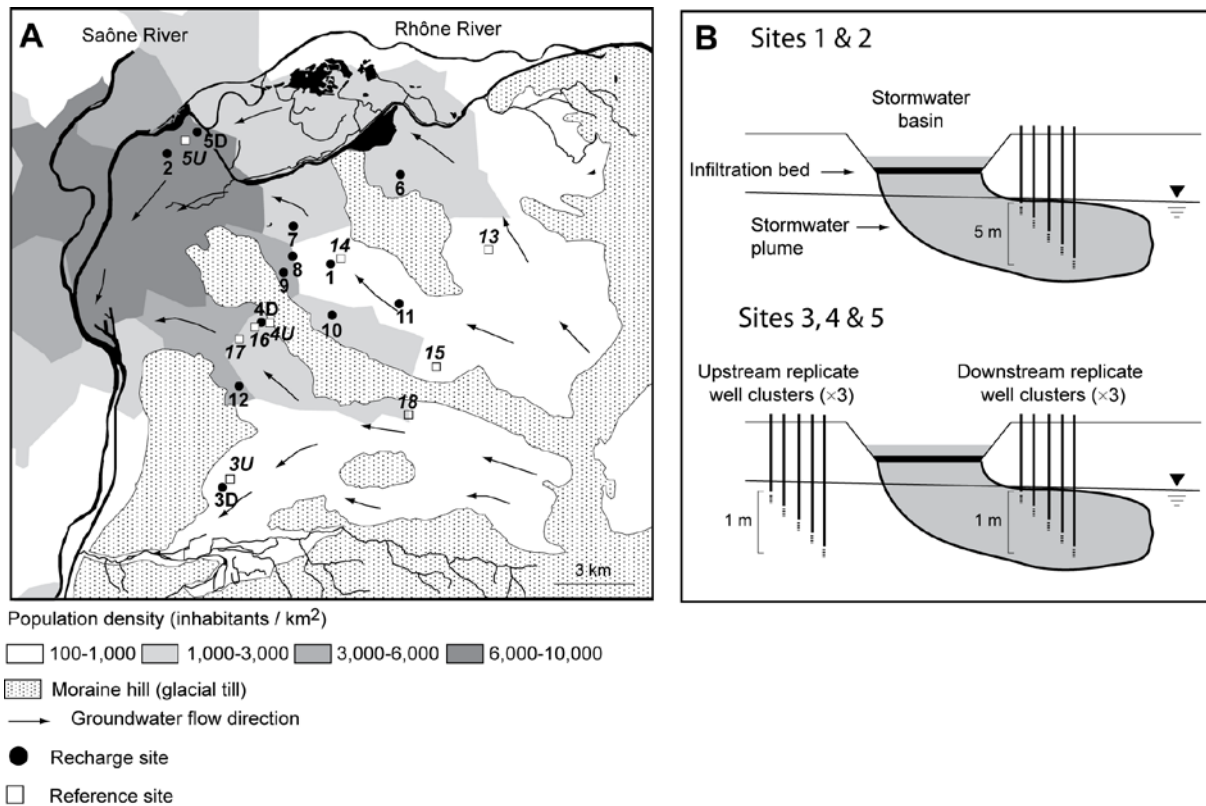 A
Saône River
Rhône River
5D
5U
2
6
7
14
13
8
1
9
4D
11
10
4U
16
17
15
12
18
3U
3D
3 km
Population density (inhabitants / km2)
100-1,000
1,000-3,000
3,000-6,000
6,000-10,000
Moraine hill (glacial till)
Groundwater flow direction
Recharge site
Reference site
B
Sites 1 & 2
Stormwater
basin
Infiltration bed
Stormwater
plume
5 m
Sites 3, 4 & 5
Upstream replicate
well clusters (×3)
Downstream replicate
well clusters (×3)
1 m
1 m